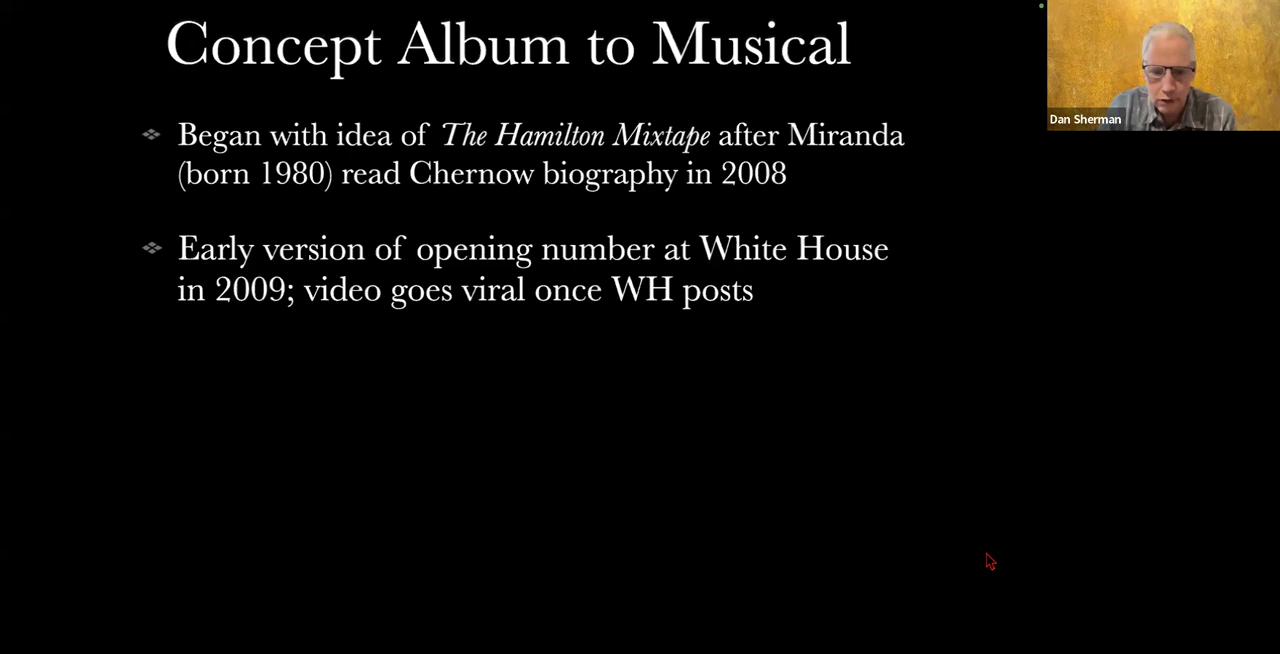 Concept Album to Musical
Began with idea of The Hamilton Mixtape after Miranda
(born 1980) read Chernow biography in 2008
Early version of opening number at White House
in 2009; video goes viral once WH posts
Dan Sherman